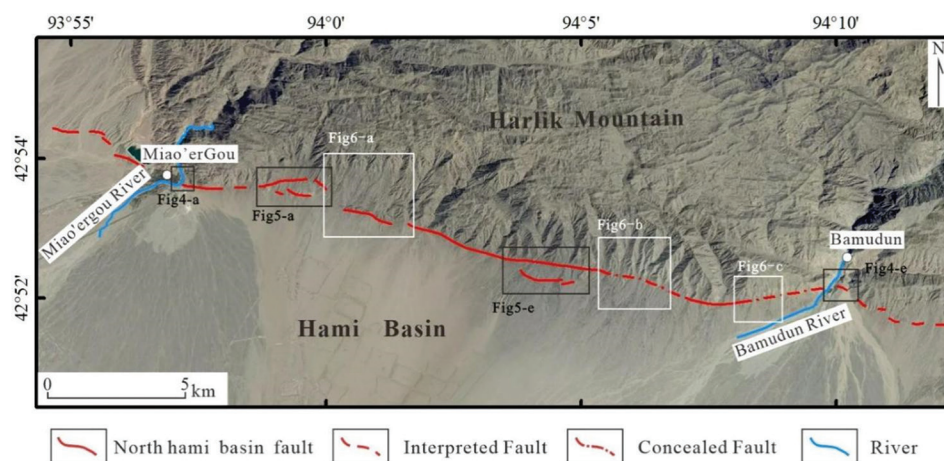 93°55' 94°0' 94°5' 94°10'
N
42°54'
42°52'
Harlik Mountain
Fig6-a
Miao'erGou
Miao'ergou River
Fig4-a
Fig5-a
Fig6-b
Bamudun
Fig6-c
Fig4-e
Fig5-e
Hami Basin
Bamudun River
0 5
km
North hami basin fault Interpreted Fault Concealed Fault River